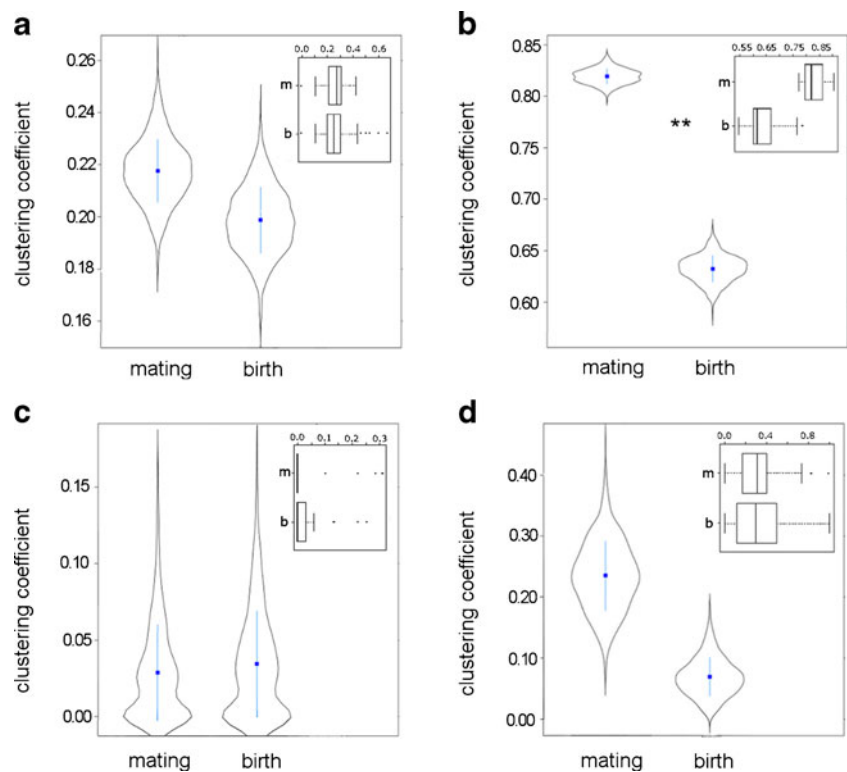 a
0.0 0.2 0.4 0.6
m
b
0.26
0.24
0.22
0.20
0.18
0.16
clustering coefficient
mating birth
b
0.55 0.65 0.75 0.85
m
b
**
0.85
0.80
0.75
0.70
0.65
0.60
clustering coefficient
mating birth
c
0.0 0.1 0.2 0.3
m
b
0.15
0.10
0.05
0.00
clustering coefficient
mating birth
d
0.0 0.4 0.8
m
b
0.40
0.30
0.20
0.10
0.00
clustering coefficient
mating birth